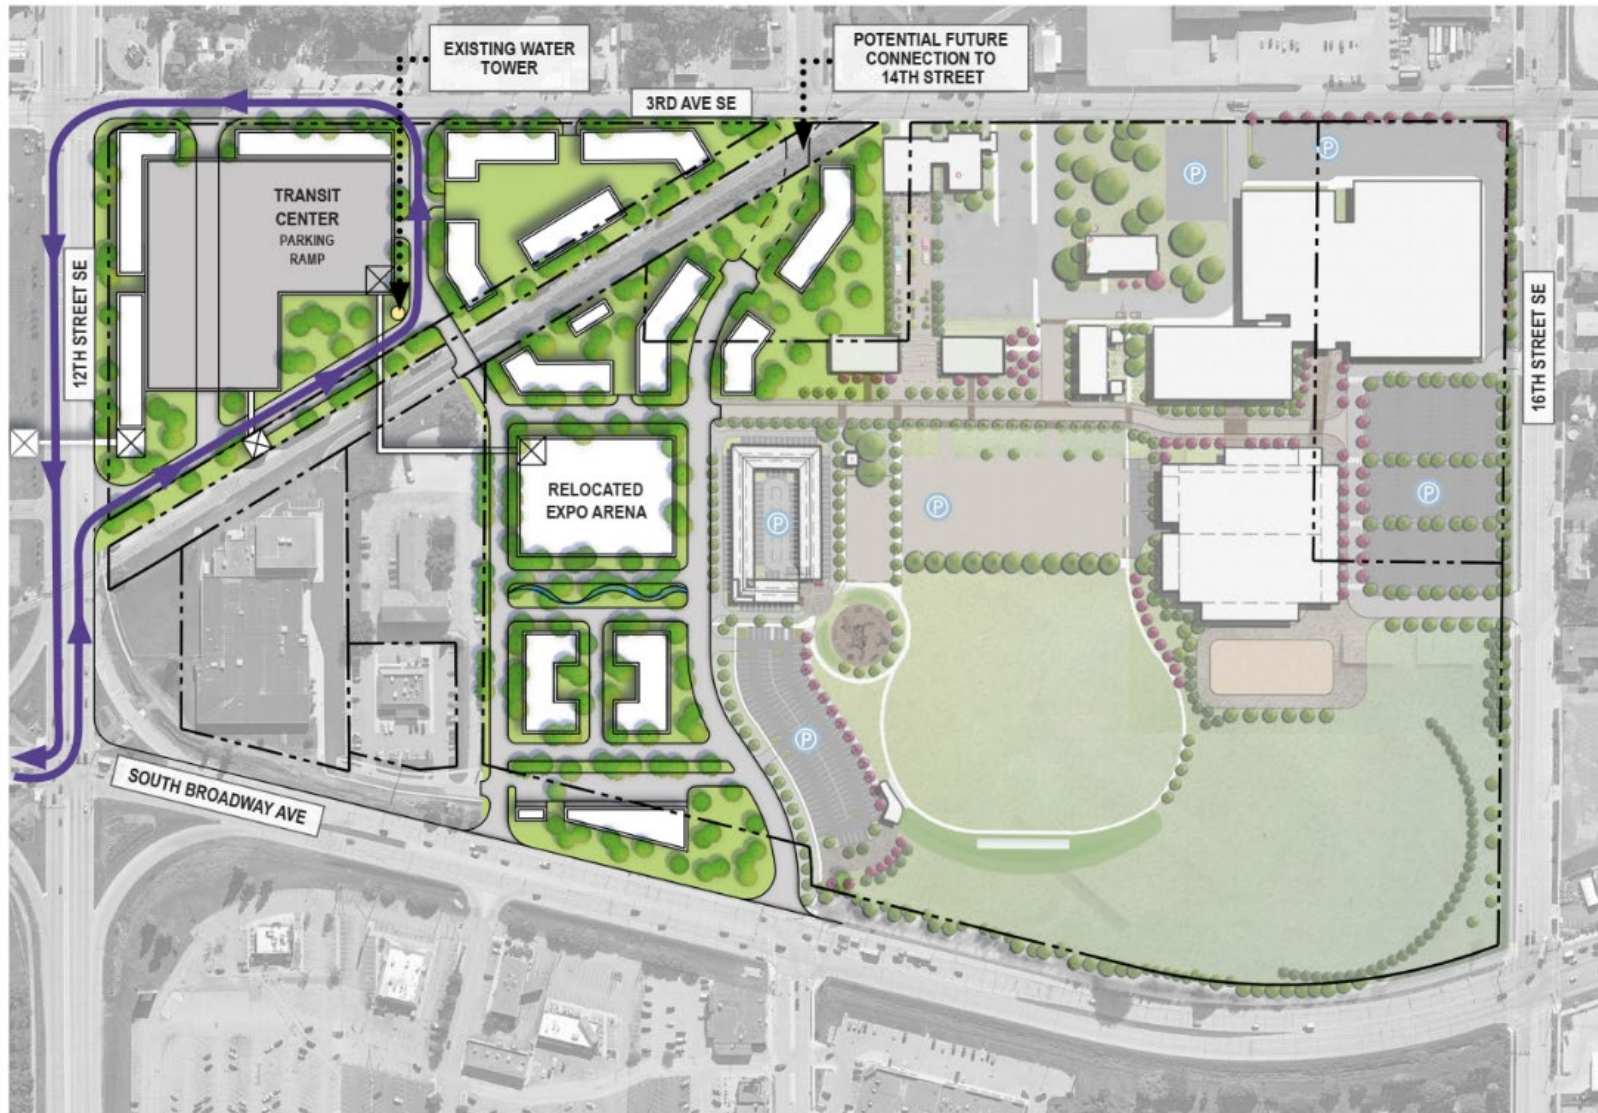 EXISTING WATER
TOWER
POTENTIAL FUTURE
CONNECTION TO
14TH STREET
3RD AVE SE
P
P
TRANSIT
CENTER
PARKING
RAMP
12TH STREET SE
16TH STREET SE
RELOCATED
EXPO ARENA
P
P
P
P
SOUTH BROADWAY AVE